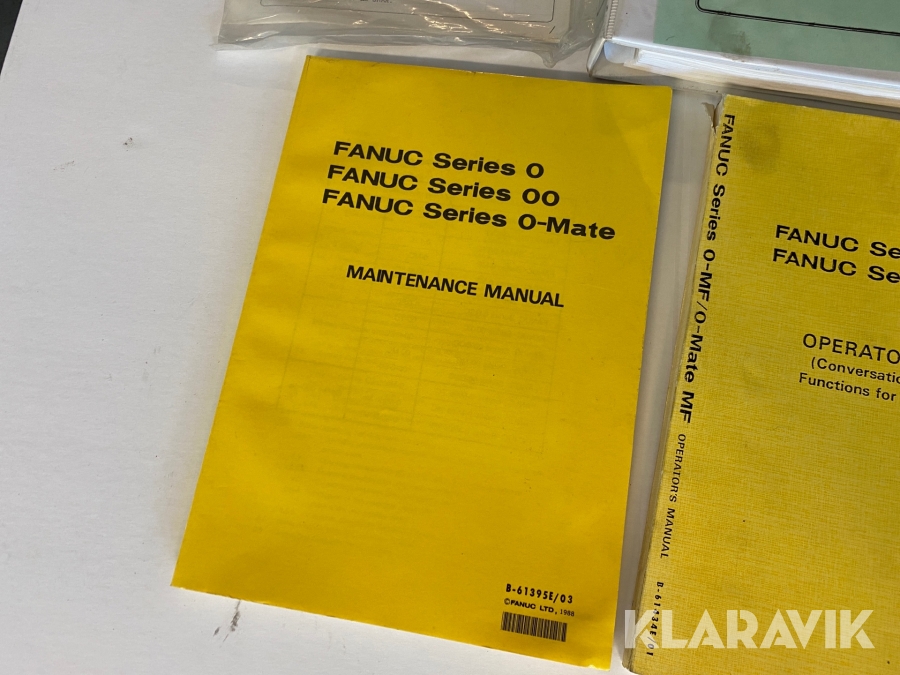 FANUC Series 0
FANUC Series 00
FANUC Series 0-Mate
MAINTENANCE MANUAL
B-61395E/03
©FANUC LTD, 1988
FANUC Series 0-MF/0-Mate MF OPERATOR'S MANUAL
FANUC Se
FANUC Se
OPERATO
(Conversatio
Functions for
KLARAVIK